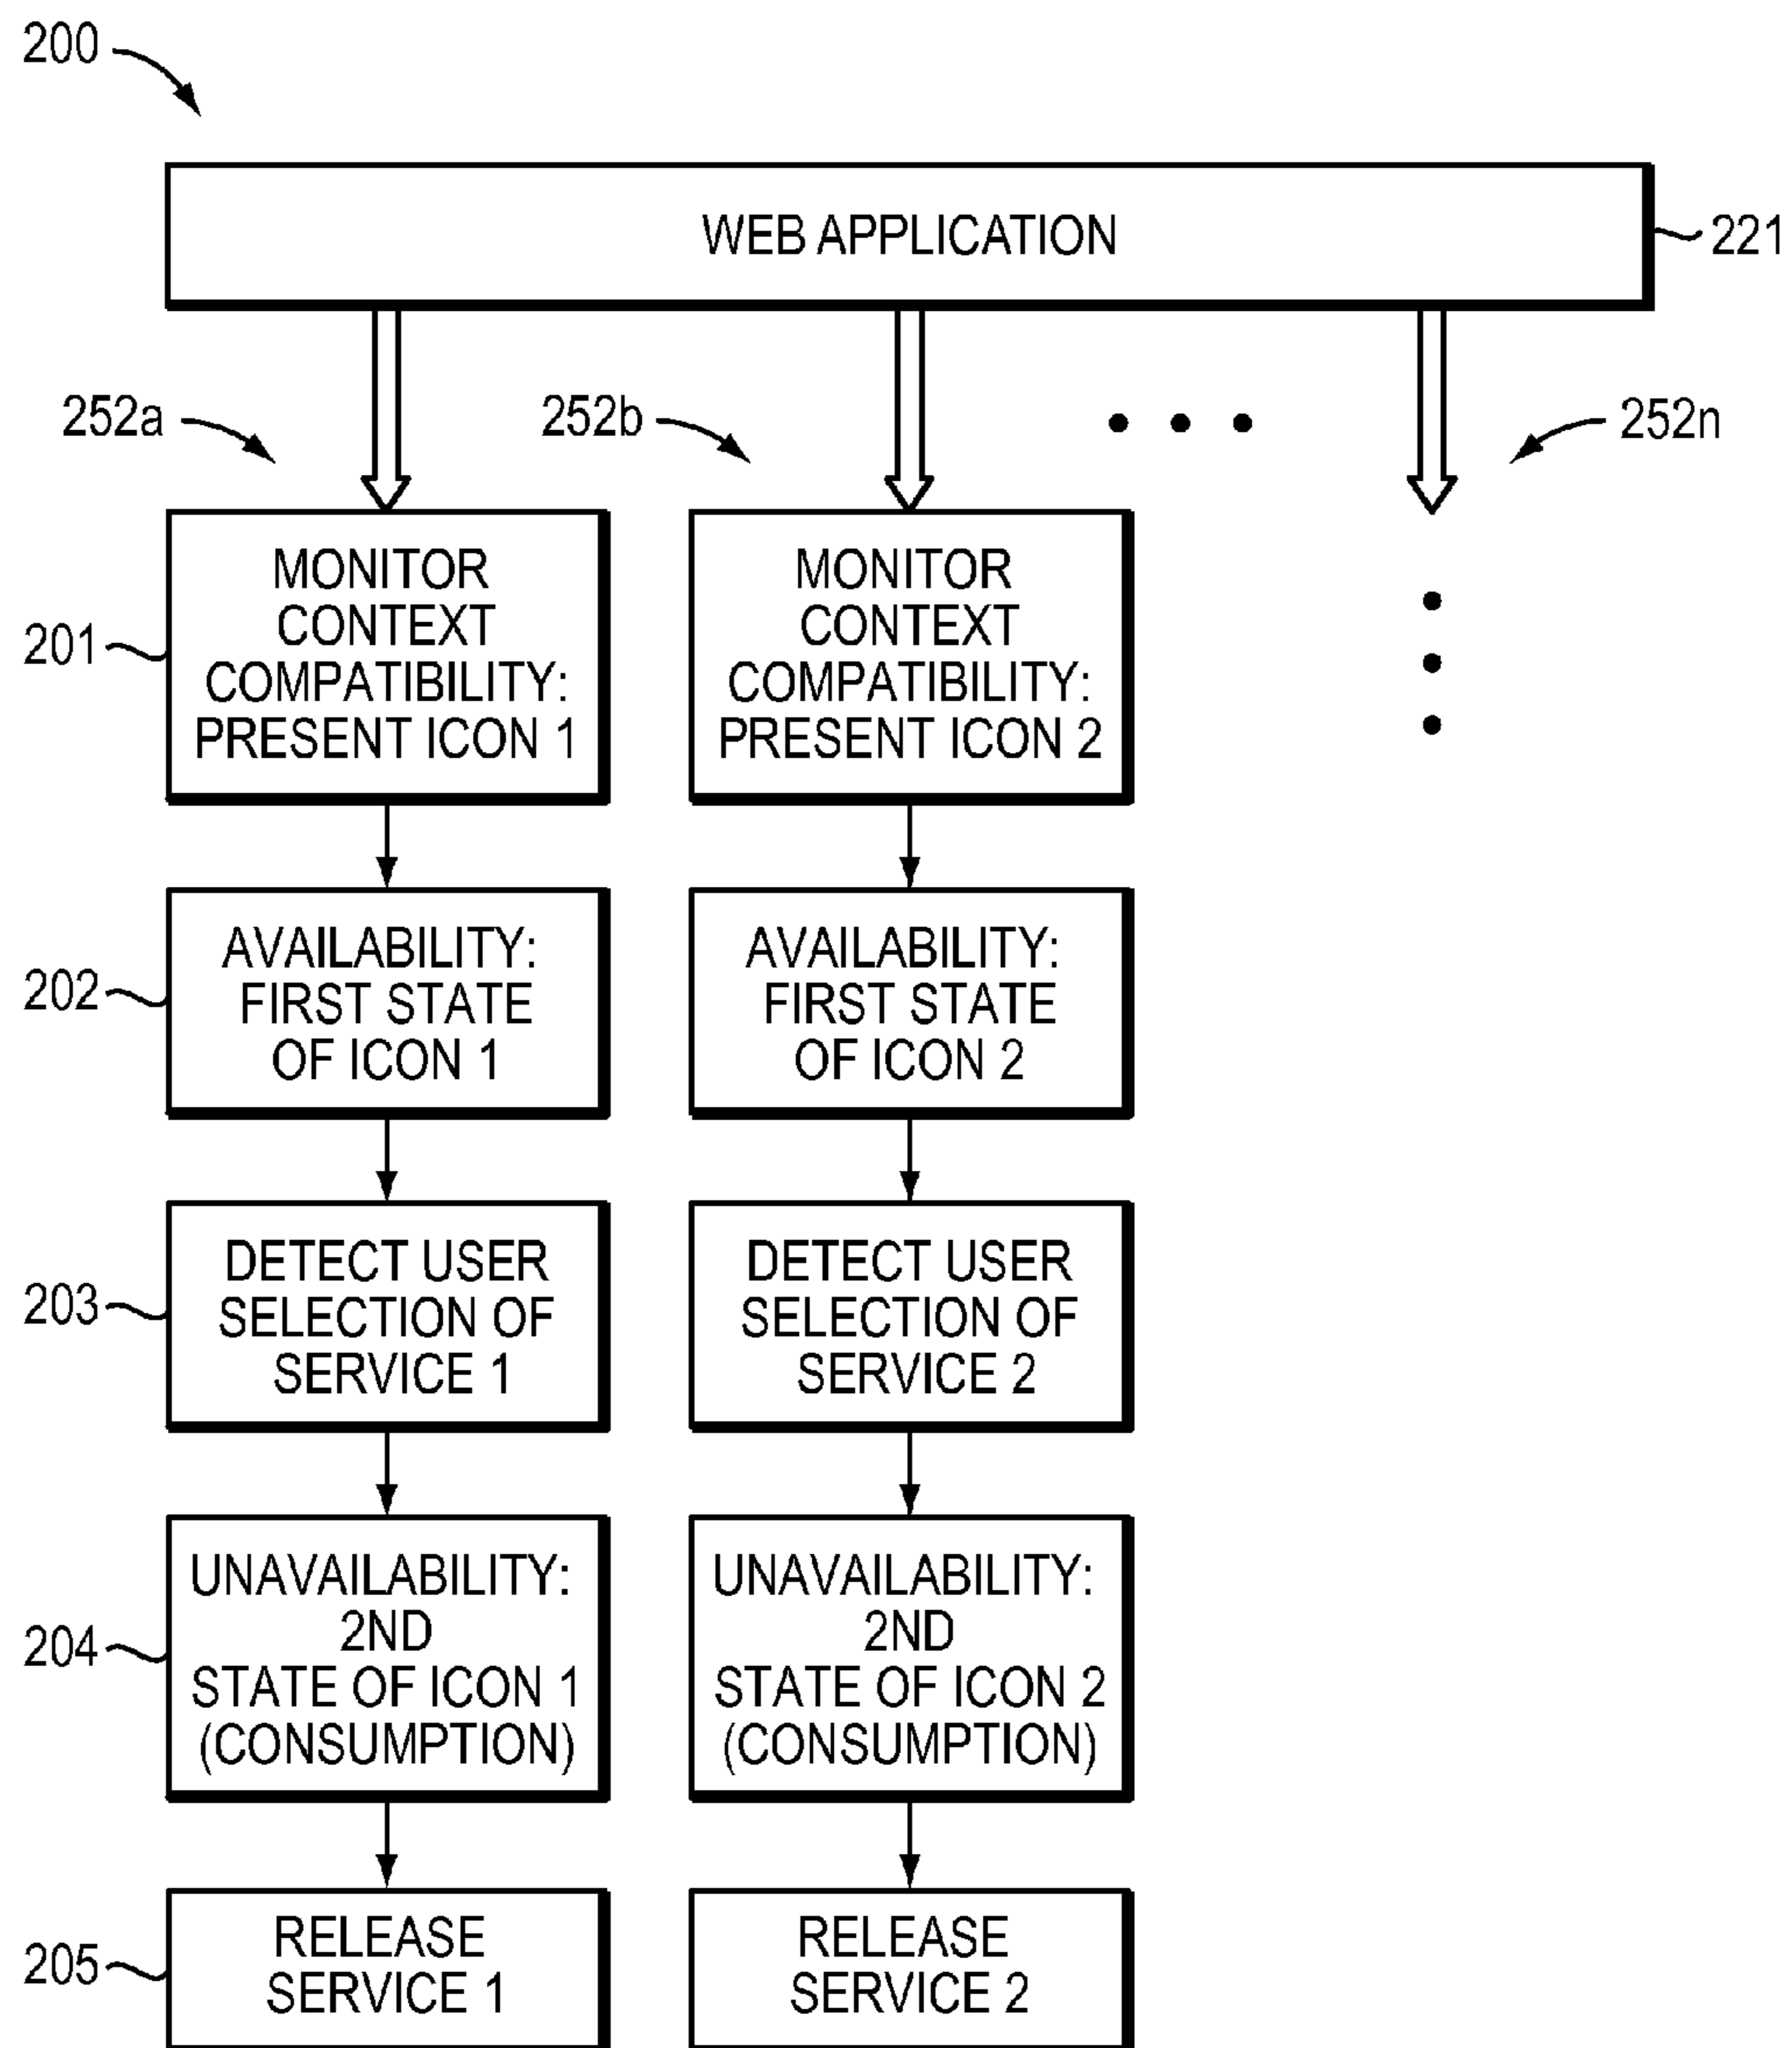 200
WEB APPLICATION
221
252a
252b
252n
201
MONITOR
CONTEXT
COMPATIBILITY:
PRESENT ICON 1
MONITOR
CONTEXT
COMPATIBILITY:
PRESENT ICON 2
202
AVAILABILITY:
FIRST STATE
OF ICON 1
AVAILABILITY:
FIRST STATE
OF ICON 2
203
DETECT USER
SELECTION OF
SERVICE 1
DETECT USER
SELECTION OF
SERVICE 2
204
UNAVAILABILITY:
2ND
STATE OF ICON 1
(CONSUMPTION)
UNAVAILABILITY:
2ND
STATE OF ICON 2
(CONSUMPTION)
205
RELEASE
SERVICE 1
RELEASE
SERVICE 2